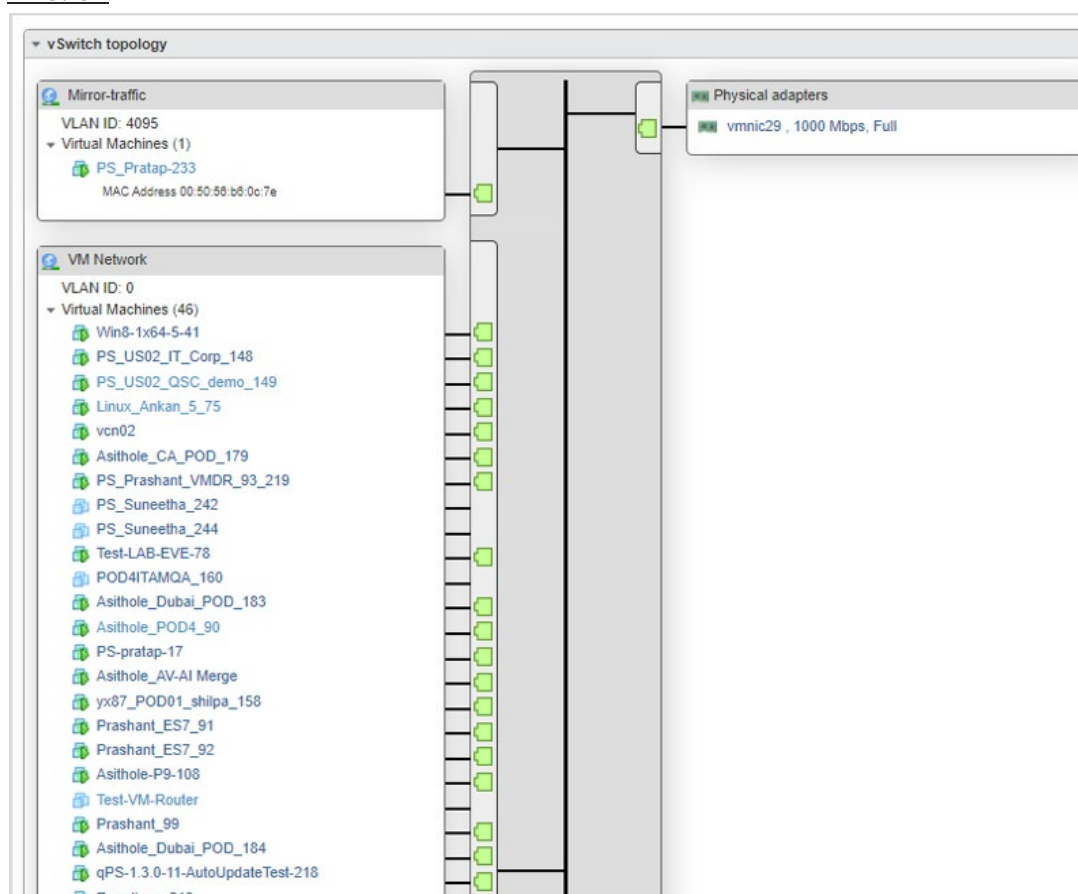 vSwitch topology
Mirror-traffic
VLAN ID: 4095
Virtual Machines (1)
PS_Pratap-233
MAC Address 00:50:56:b6:0c:7e
Physical adapters
vmnic29 , 1000 Mbps, Full
VM Network
VLAN ID: 0
Virtual Machines (46)
Win8-1x64-5-41
PS_US02_IT_Corp_148
PS_US02_QSC_demo_149
Linux_Ankan_5_75
vcn02
Asithole_CA_POD_179
PS_Prashant_VMDR_93_219
PS_Suneetha_242
PS_Suneetha_244
Test-LAB-EVE-78
POD4ITAMQA_160
Asithole_Dubai_POD_183
Asithole_POD4_90
PS-pratap-17
Asithole_AV-AI Merge
yx87_POD01_shilpa_158
Prashant_ES7_91
Prashant_ES7_92
Asithole-P9-108
Test-VM-Router
Prashant_99
Asithole_Dubai_POD_184
qPS-1.3.0-11-AutoUpdateTest-218